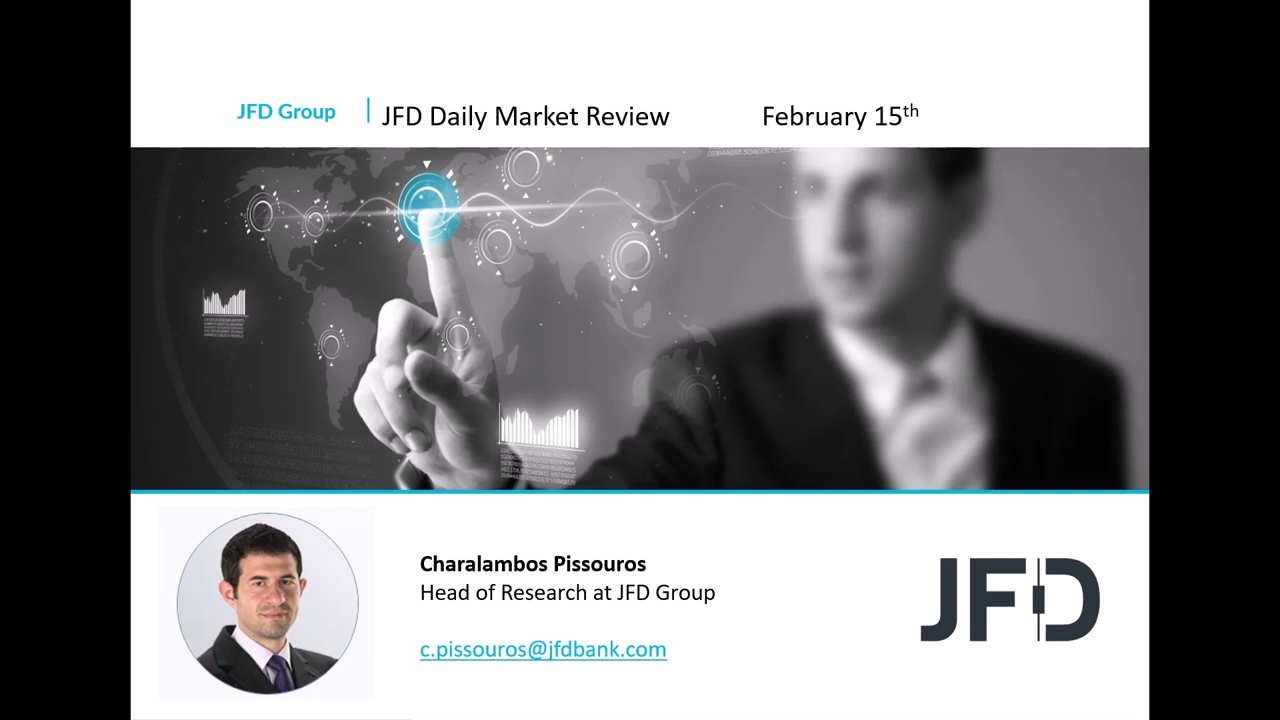 JFD Group
JFD Daily Market Review February 15th
Charalambos Pissouros
Head of Research at JFD Group
c.pissouros@jfdbank.com
JFD